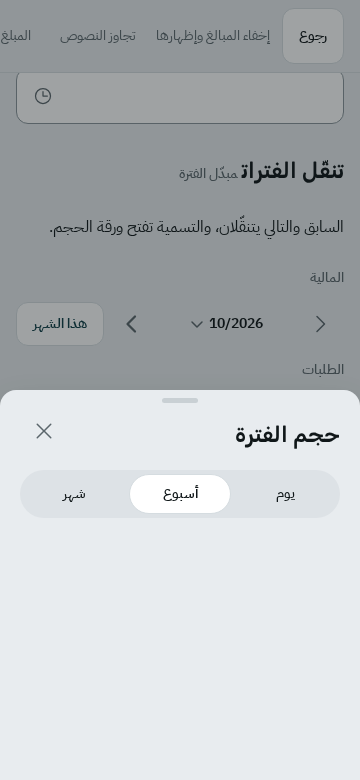 رجوع
إخفاء المبالغ وإظهارها
تجاوز النصوص
المبلغ
تنقّل الفترات
مبدّل الفترة
السابق والتالي يتنقّلان، والتسمية تفتح ورقة الحجم.
المالية
10/2026
هذا الشهر
الطلبات
حجم الفترة
يوم
أسبوع
شهر